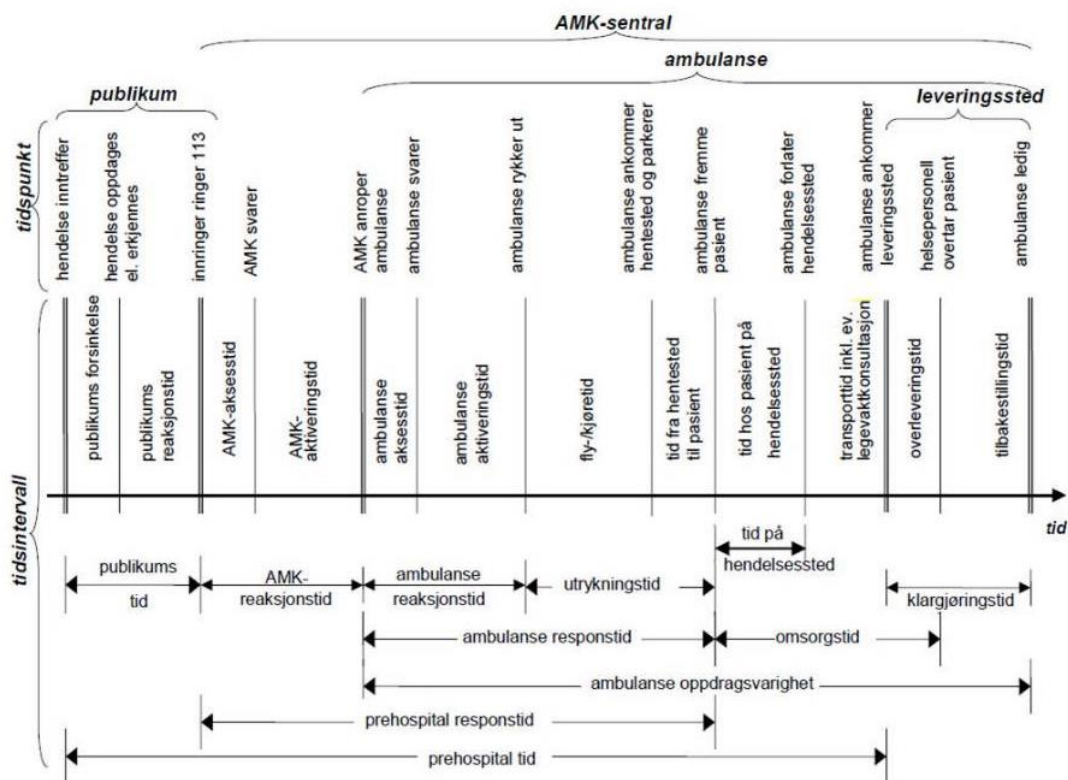 AMK-sentral
ambulanse
publikum
leveringssted
tidspunkt
hendelse inntreffer
hendelse oppdages
el. erkjennes
innringer ringer 113
AMK svarer
AMK anroper
ambulanse
ambulanse svarer
ambulanse rykker ut
ambulanse ankommer
hentested og parkerer
ambulanse fremme
pasient
ambulanse forlater
hendelsessted
ambulanse ankommer
leveringssted
helsepersonell
overtar pasient
ambulanse ledig
tidsintervall
publikums forsinkelse
publikums
reaksjonstid
AMK-aksesstid
AMK-
aktiveringstid
ambulanse
aksesstid
ambulanse
aktiveringstid
fly-/kjøretid
tid fra hentested
til pasient
tid hos pasient på
hendelsessted
transporttid inkl. ev.
legevaktkonsultasjon
overleveringstid
tilbakestillingstid
tid
tid på
hendelsessted
publikums
tid
AMK-
reaksjonstid
ambulanse
reaksjonstid
utrykningstid
klargjøringstid
ambulanse responstid
omsorgstid
ambulanse oppdragsvarighet
prehospital responstid
prehospital tid